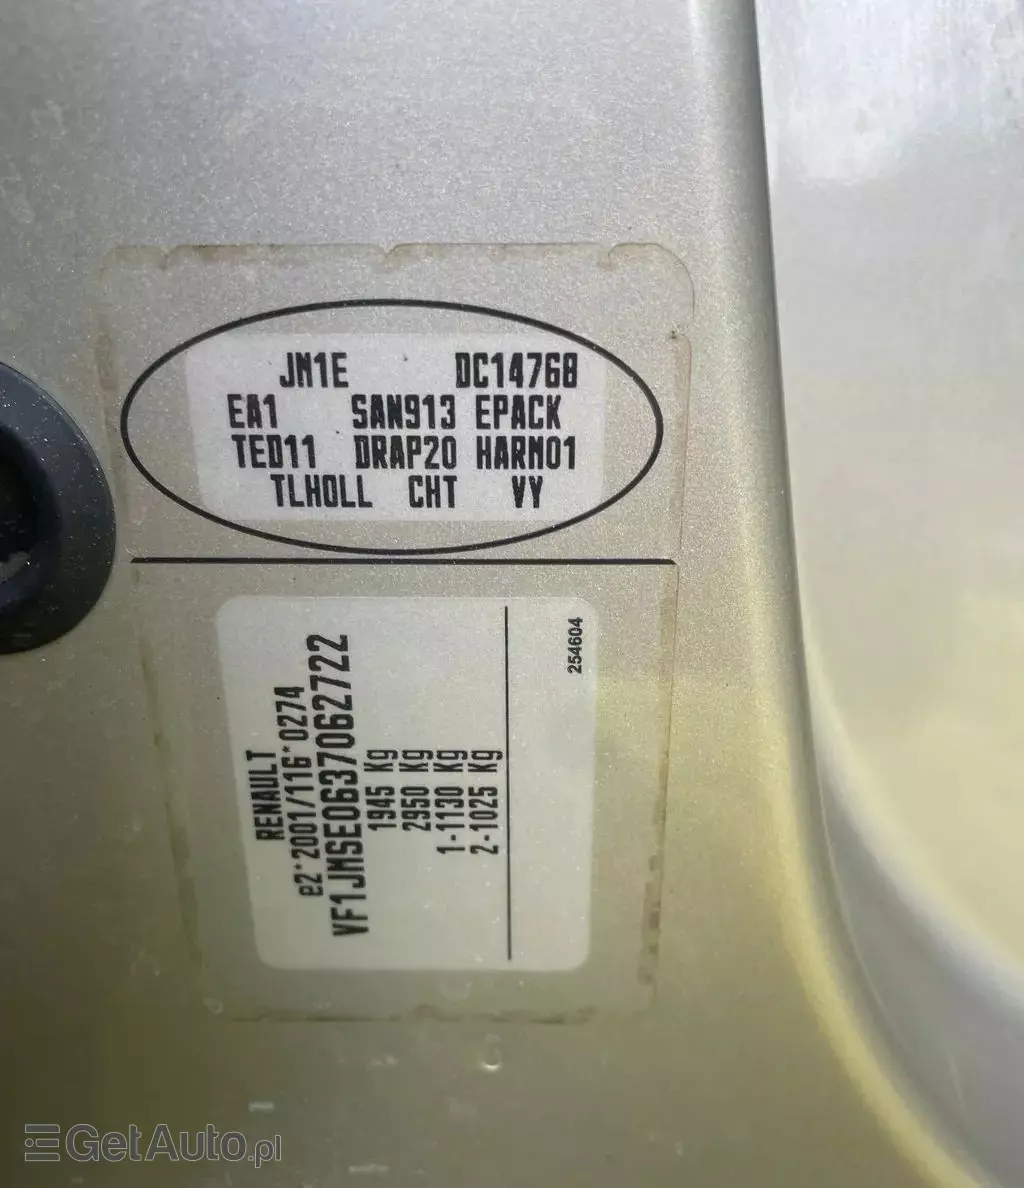 JM1E DC14768
EA1 SAN913 EPACK
TED11 DRAP20 HARM01
TLHOLL CHT VY
RENAULT
e2*2001/116*0274
VF1JMSE0637062722
1945 Kg
2950 Kg
1-1130 Kg
2-1025 Kg
254604
GetAuto.pl